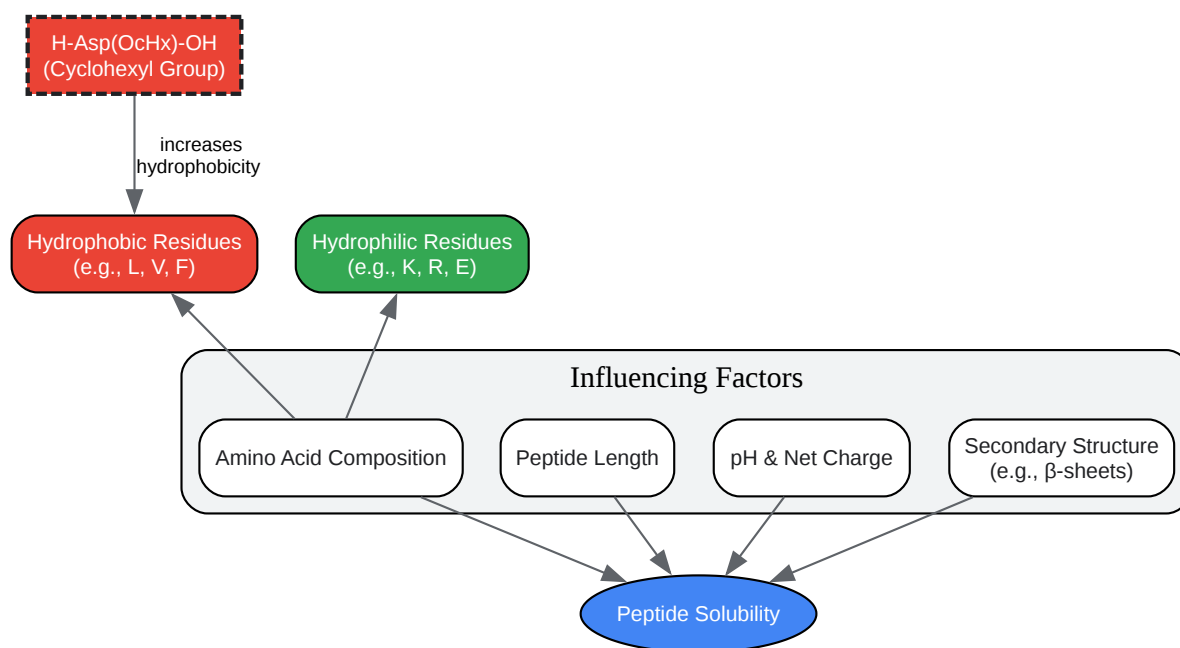 H-Asp(OcHx)-OH
(Cyclohexyl Group)
increases
hydrophobicity
Hydrophobic Residues
(e.g., L, V, F)
Hydrophilic Residues
(e.g., K, R, E)
Influencing Factors
Amino Acid Composition
Peptide Length
pH & Net Charge
Secondary Structure
(e.g., β-sheets)
Peptide Solubility